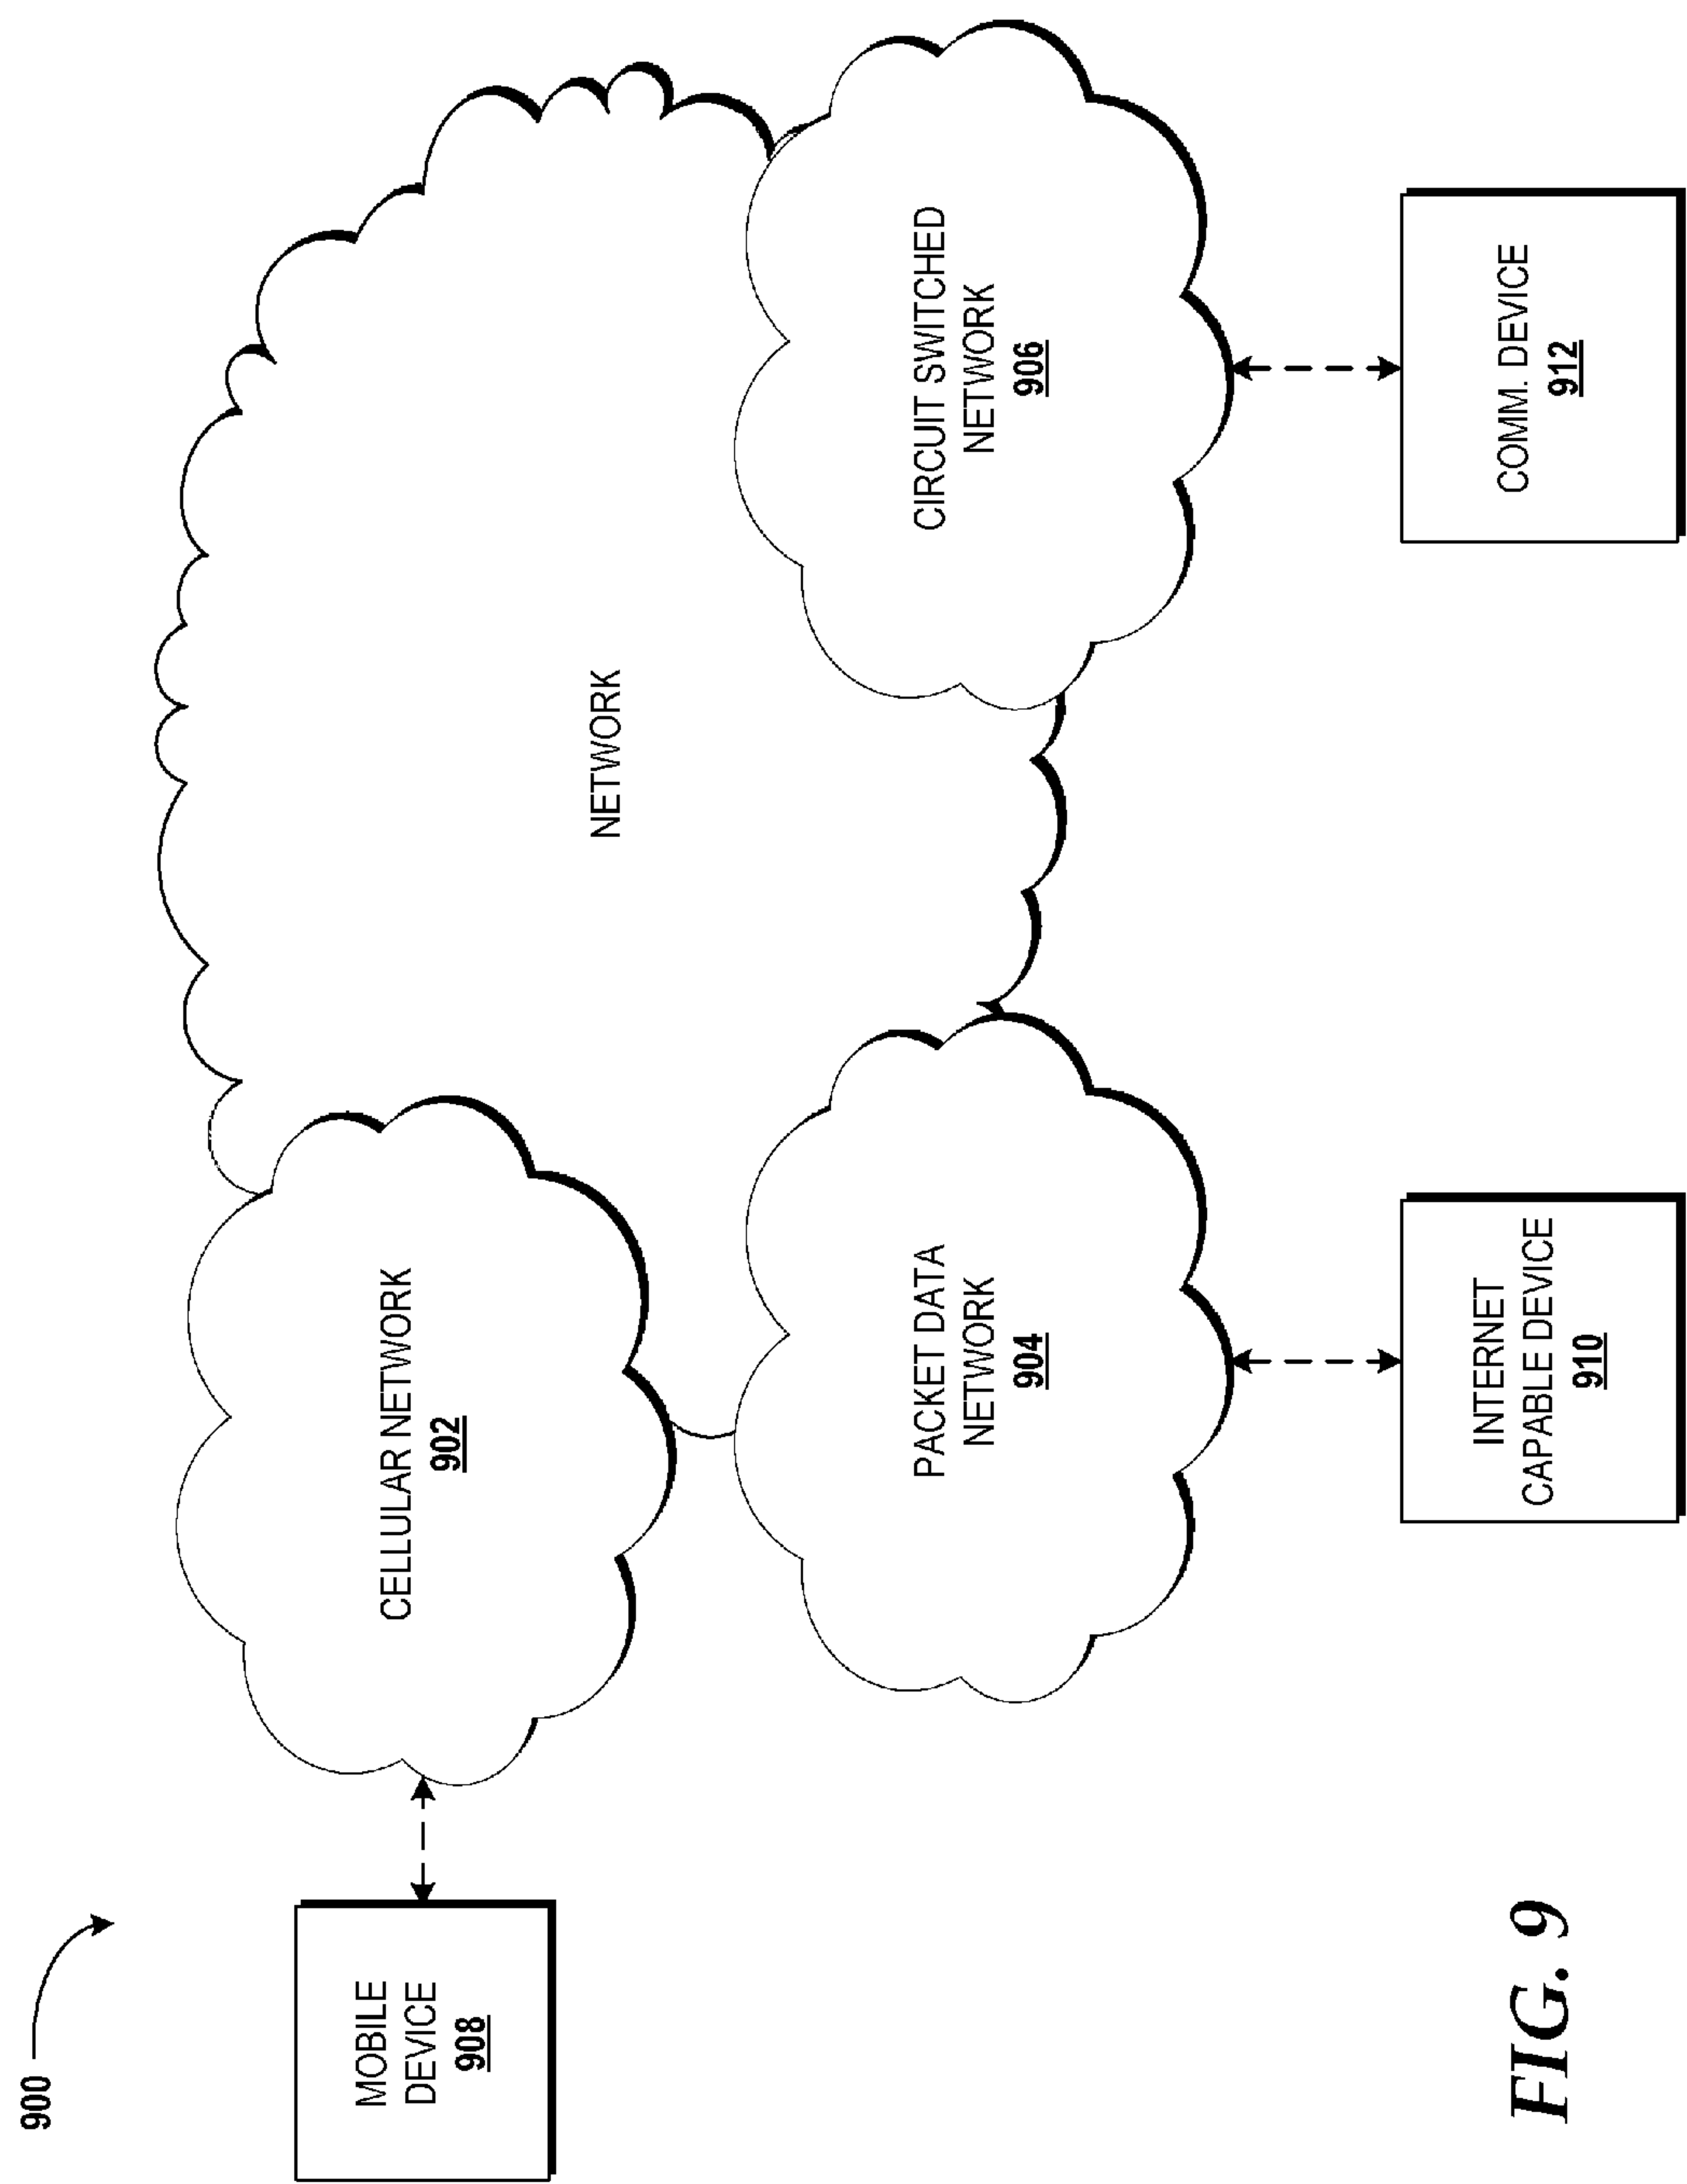 900
MOBILE
DEVICE
908
CELLULAR NETWORK
902
NETWORK
PACKET DATA
NETWORK
904
CIRCUIT SWITCHED
NETWORK
906
INTERNET
CAPABLE DEVICE
910
COMM. DEVICE
912
FIG. 9